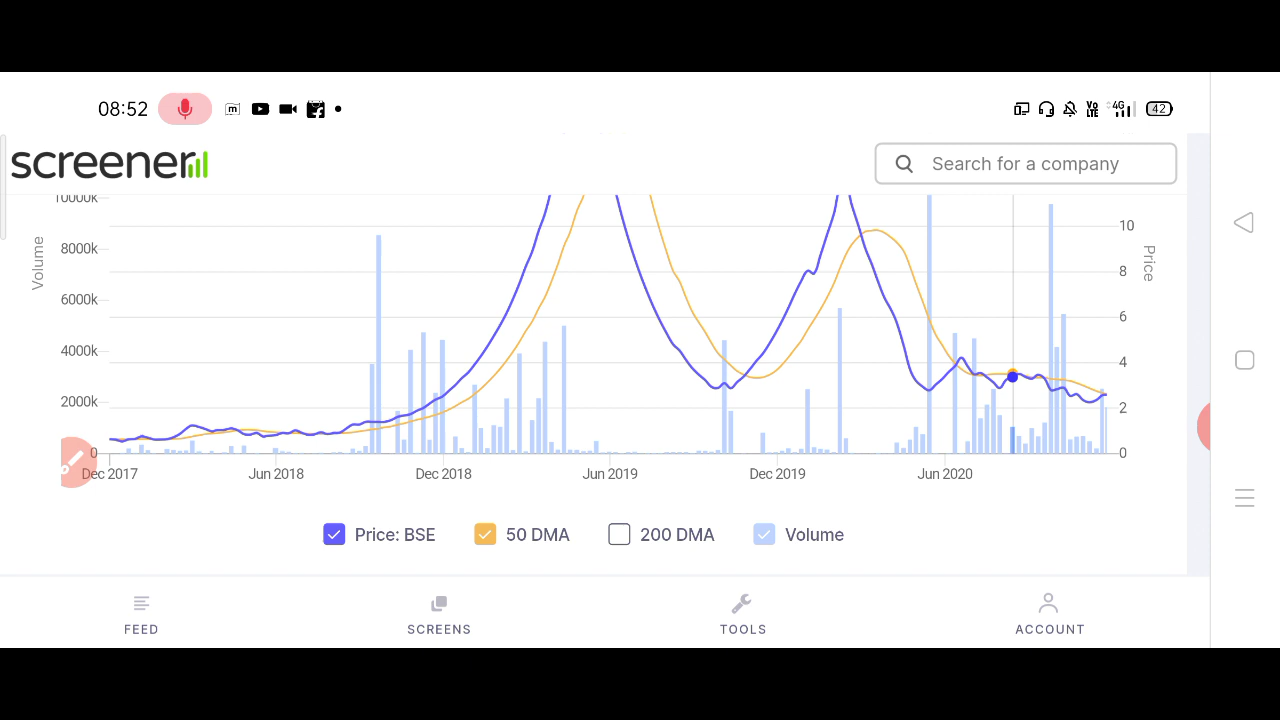 08:52 m VoLTE 4G 42
screener
Search for a company
10000k
8000k
6000k
4000k
2000k
0
Volume
10
8
6
4
2
0
Price
Dec 2017 Jun 2018 Dec 2018 Jun 2019 Dec 2019 Jun 2020
Price: BSE 50 DMA 200 DMA Volume
FEED SCREENS TOOLS ACCOUNT